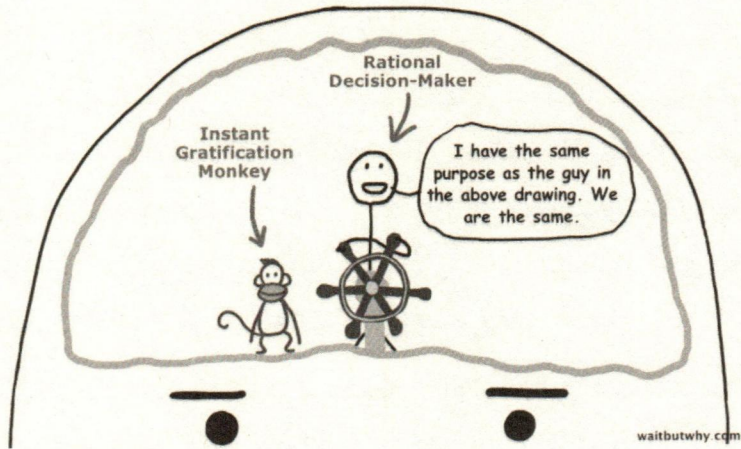 Rational
Decision-Maker
Instant
Gratification
Monkey
I have the same
purpose as the guy in
the above drawing. We
are the same.
waitbutwhy.com